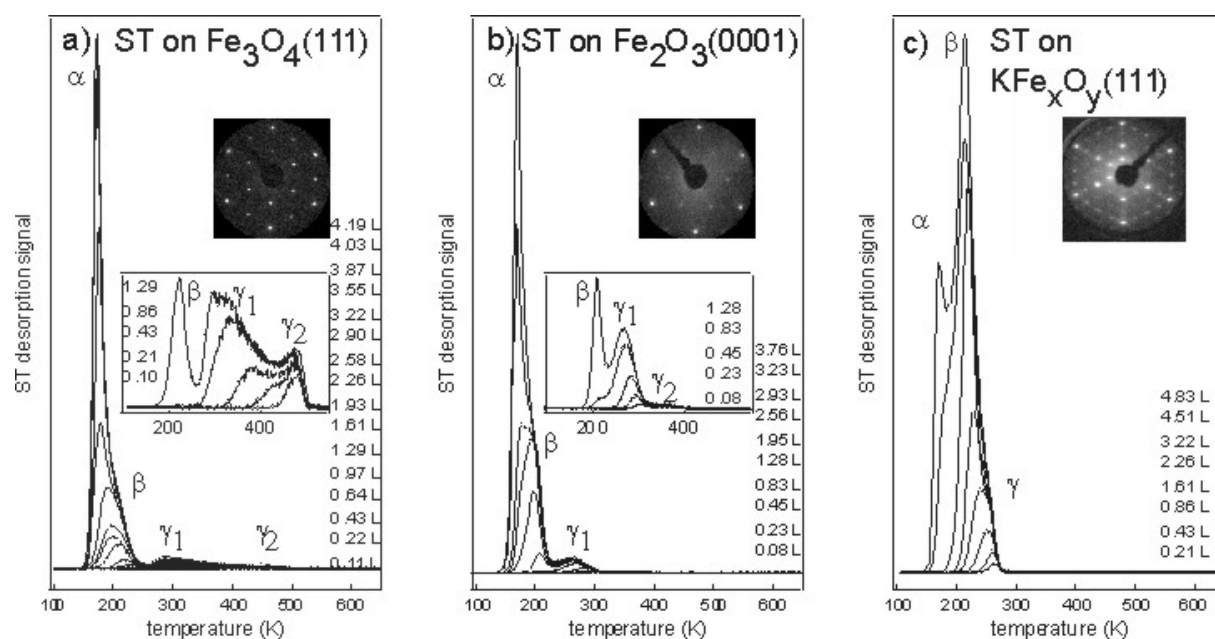 a) ST on Fe3O4(111)
α
ST desorption signal
4.19 L
4.03 L
3.87 L
3.55 L
3.22 L
2.90 L
2.58 L
2.26 L
1.93 L
1.61 L
1.29 L
0.97 L
0.64 L
0.43 L
0.22 L
0.11 L
1.29
0.86
0.43
0.21
0.10
β
γ1
γ2
200 400
β
γ1
γ2
100 200 300 400 500 600
temperature (K)
b) ST on Fe2O3(0001)
α
ST desorption signal
β
γ1
γ2
1.28
0.83
0.45
0.23
0.08
200 400
3.76 L
3.23 L
2.93 L
2.56 L
1.95 L
1.28 L
0.83 L
0.45 L
0.23 L
0.08 L
β
γ1
100 200 300 400 500 600
temperature (K)
c) β ST on
KFexOy(111)
α
ST desorption signal
4.83 L
4.51 L
3.22 L
2.26 L
1.61 L
0.86 L
0.43 L
0.21 L
γ
100 200 300 400 500 600
temperature (K)